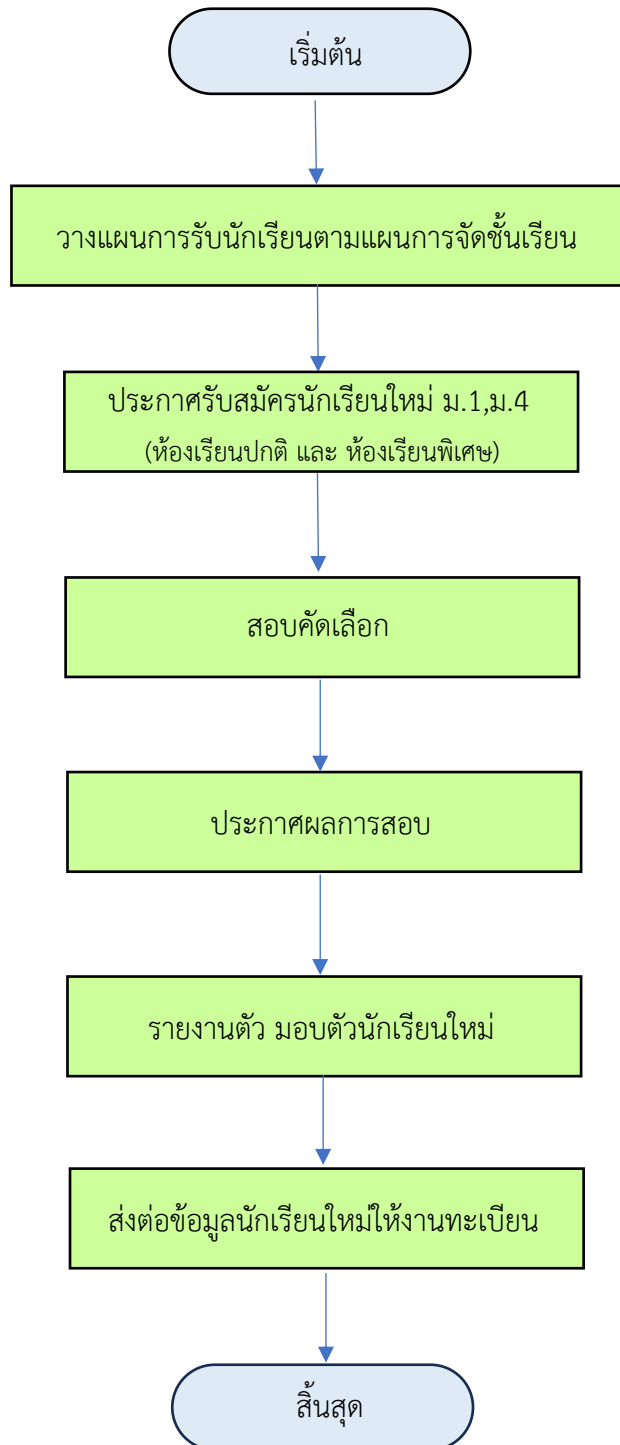 เริ่มต้น
วางแผนการรับนักเรียนตามแผนการจัดชั้นเรียน
ประกาศรับสมัครนักเรียนใหม่ ม.1,ม.4
(ห้องเรียนปกติ และ ห้องเรียนพิเศษ)
สอบคัดเลือก
ประกาศผลการสอบ
รายงานตัว มอบตัวนักเรียนใหม่
ส่งต่อข้อมูลนักเรียนใหม่ให้งานทะเบียน
สิ้นสุด